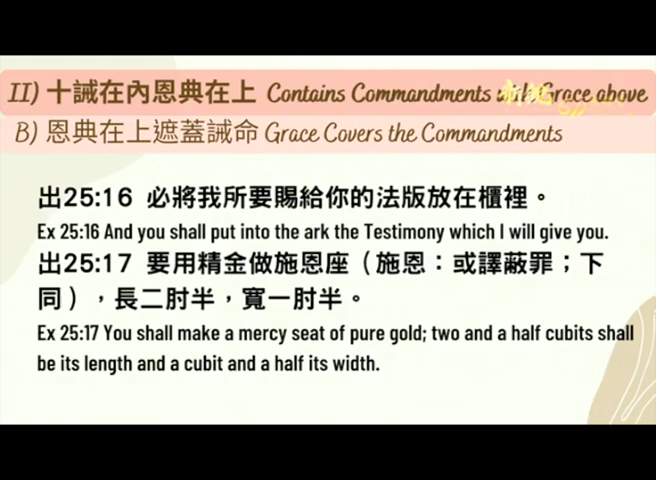 II) 十誡在內恩典在上 Contains Commandments with Grace above
B) 恩典在上遮蓋誡命 Grace Covers the Commandments
出25:16 必將我所要賜給你的法版放在櫃裡。
Ex 25:16 And you shall put into the ark the Testimony which I will give you.
出25:17 要用精金做施恩座（施恩：或譯蔽罪；下
同），長二肘半，寬一肘半。
Ex 25:17 You shall make a mercy seat of pure gold; two and a half cubits shall
be its length and a cubit and a half its width.